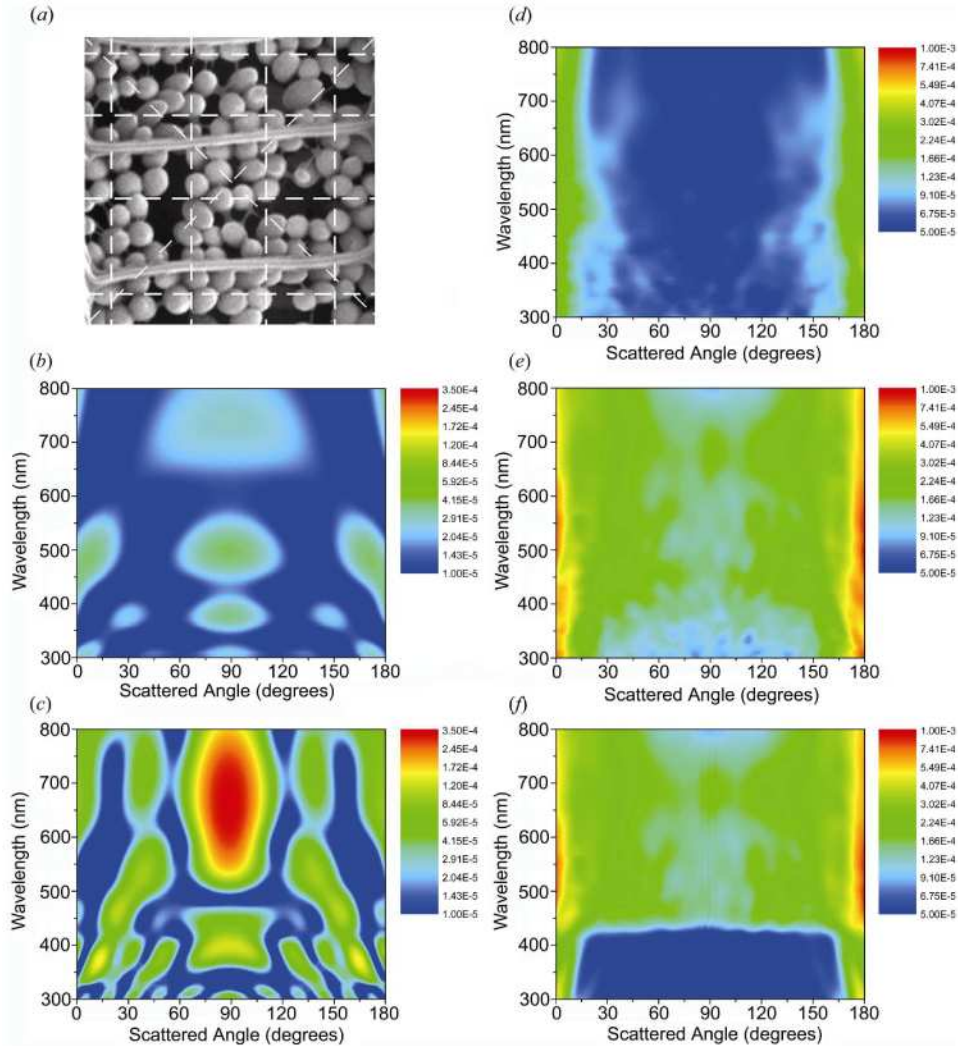 (a)
(b)
800
700
600
500
400
300
Wavelength (nm)
0 30 60 90 120 150 180
Scattered Angle (degrees)
3.50E-4
2.45E-4
1.72E-4
1.20E-4
8.44E-5
5.92E-5
4.15E-5
2.91E-5
2.04E-5
1.43E-5
1.00E-5
(c)
800
700
600
500
400
300
Wavelength (nm)
0 30 60 90 120 150 180
Scattered Angle (degrees)
3.50E-4
2.45E-4
1.72E-4
1.20E-4
8.44E-5
5.92E-5
4.15E-5
2.91E-5
2.04E-5
1.43E-5
1.00E-5
(d)
800
700
600
500
400
300
Wavelength (nm)
0 30 60 90 120 150 180
Scattered Angle (degrees)
1.00E-3
7.41E-4
5.49E-4
4.07E-4
3.02E-4
2.24E-4
1.66E-4
1.23E-4
9.10E-5
6.75E-5
5.00E-5
(e)
800
700
600
500
400
300
Wavelength (nm)
0 30 60 90 120 150 180
Scattered Angle (degrees)
1.00E-3
7.41E-4
5.49E-4
4.07E-4
3.02E-4
2.24E-4
1.66E-4
1.23E-4
9.10E-5
6.75E-5
5.00E-5
(f)
800
700
600
500
400
300
Wavelength (nm)
0 30 60 90 120 150 180
Scattered Angle (degrees)
1.00E-3
7.41E-4
5.49E-4
4.07E-4
3.02E-4
2.24E-4
1.66E-4
1.23E-4
9.10E-5
6.75E-5
5.00E-5